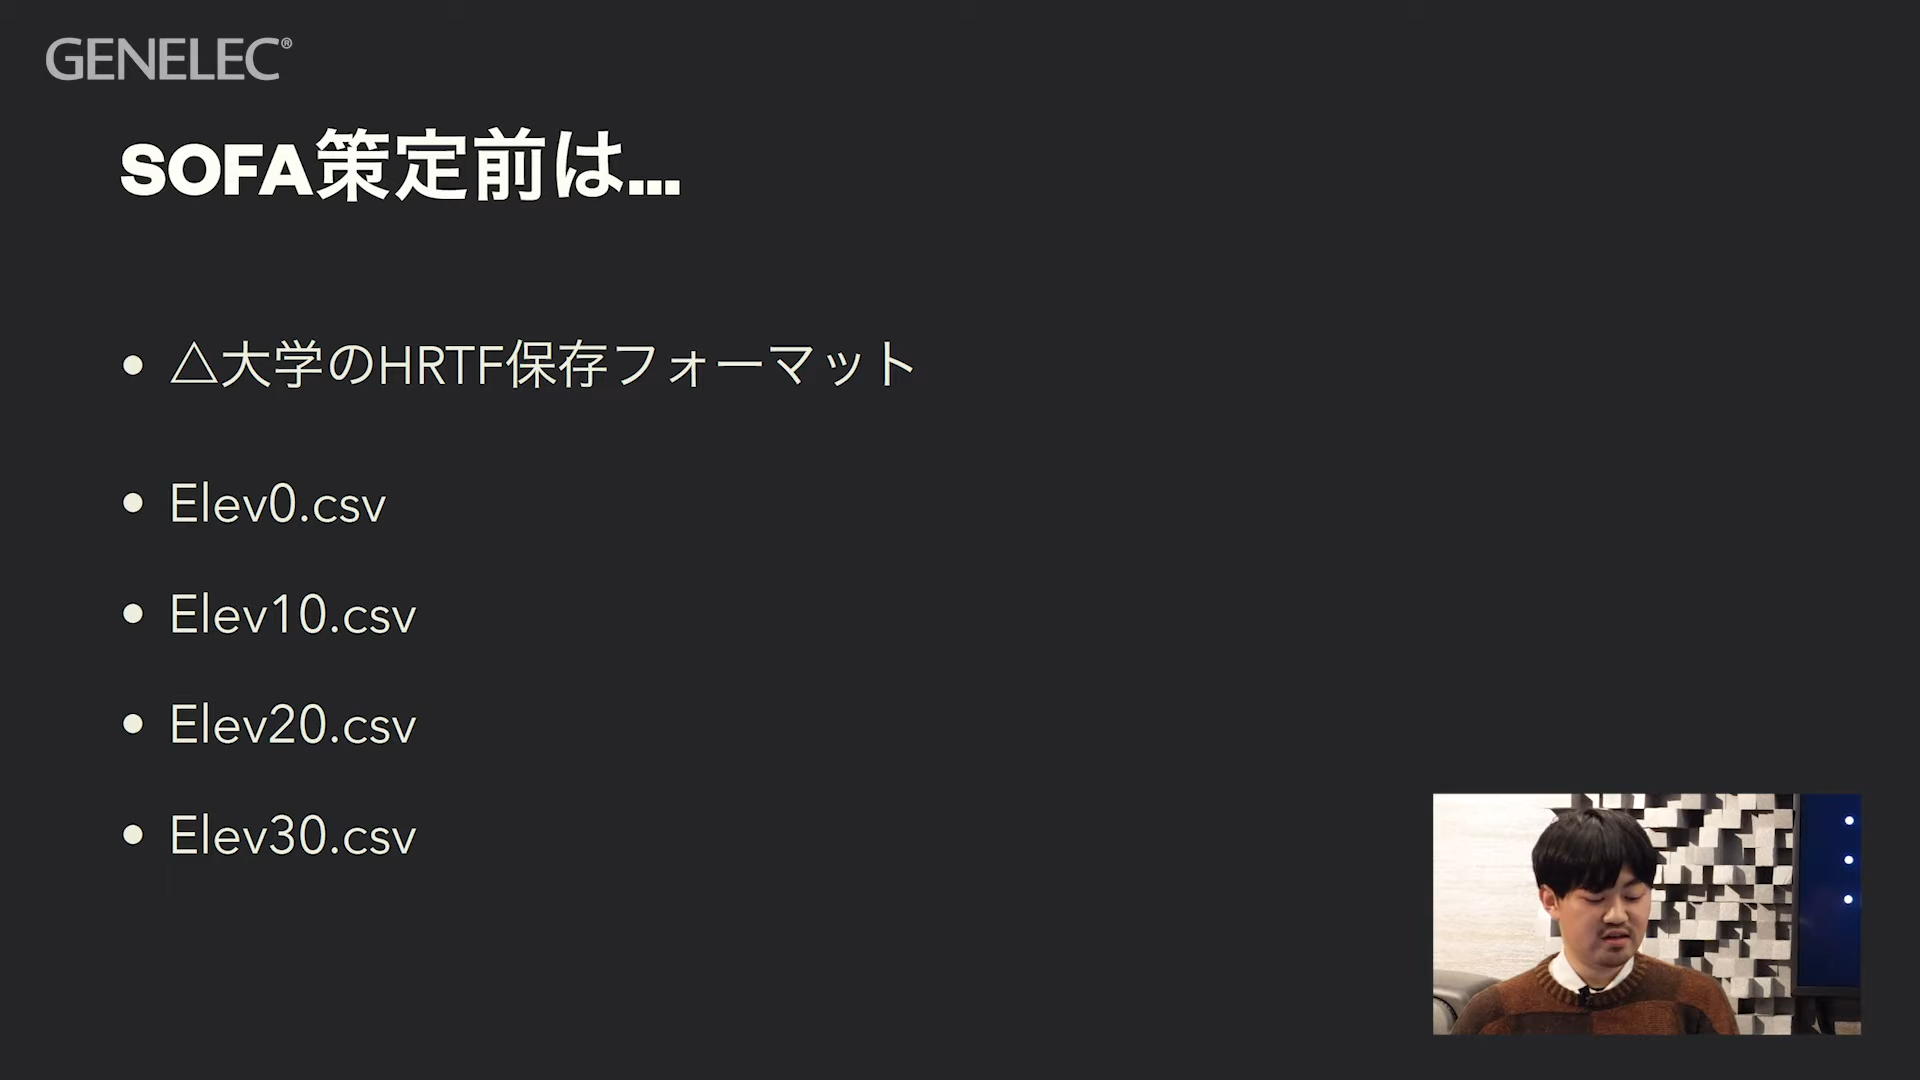 GENELEC®
SOFA策定前は...
• △大学のHRTF保存フォーマット
• Elev0.csv
• Elev10.csv
• Elev20.csv
• Elev30.csv